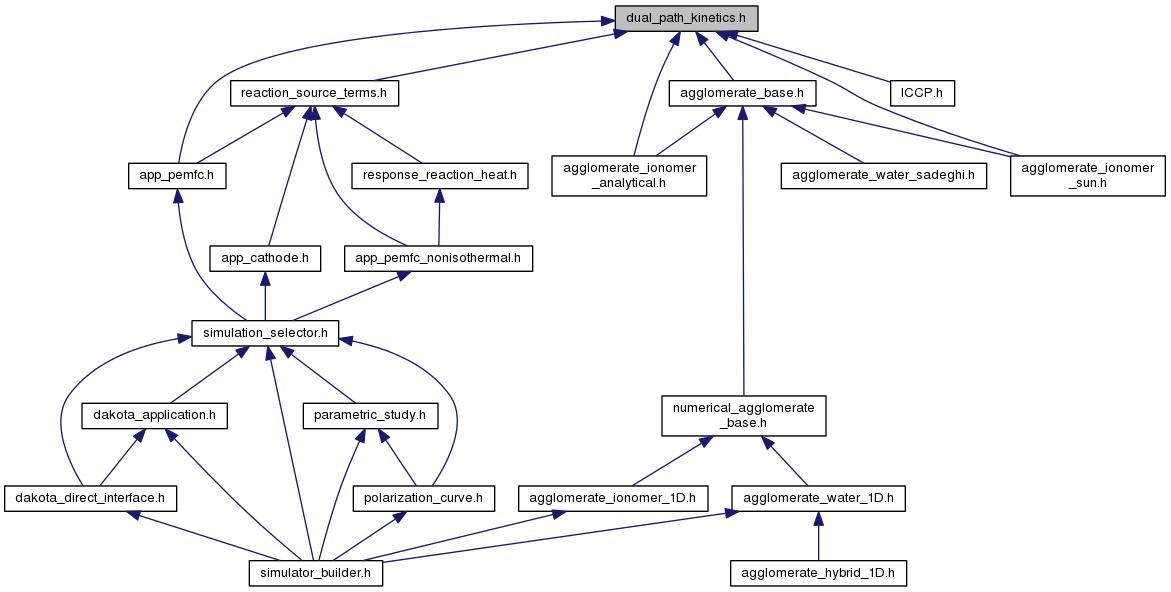 dual_path_kinetics.h
reaction_source_terms.h
agglomerate_base.h
ICCP.h
app_pemfc.h
response_reaction_heat.h
agglomerate_ionomer
_analytical.h
agglomerate_water_sadeghi.h
agglomerate_ionomer
_sun.h
app_cathode.h
app_pemfc_nonisothermal.h
simulation_selector.h
dakota_application.h
parametric_study.h
numerical_agglomerate
_base.h
dakota_direct_interface.h
polarization_curve.h
agglomerate_ionomer_1D.h
agglomerate_water_1D.h
simulator_builder.h
agglomerate_hybrid_1D.h